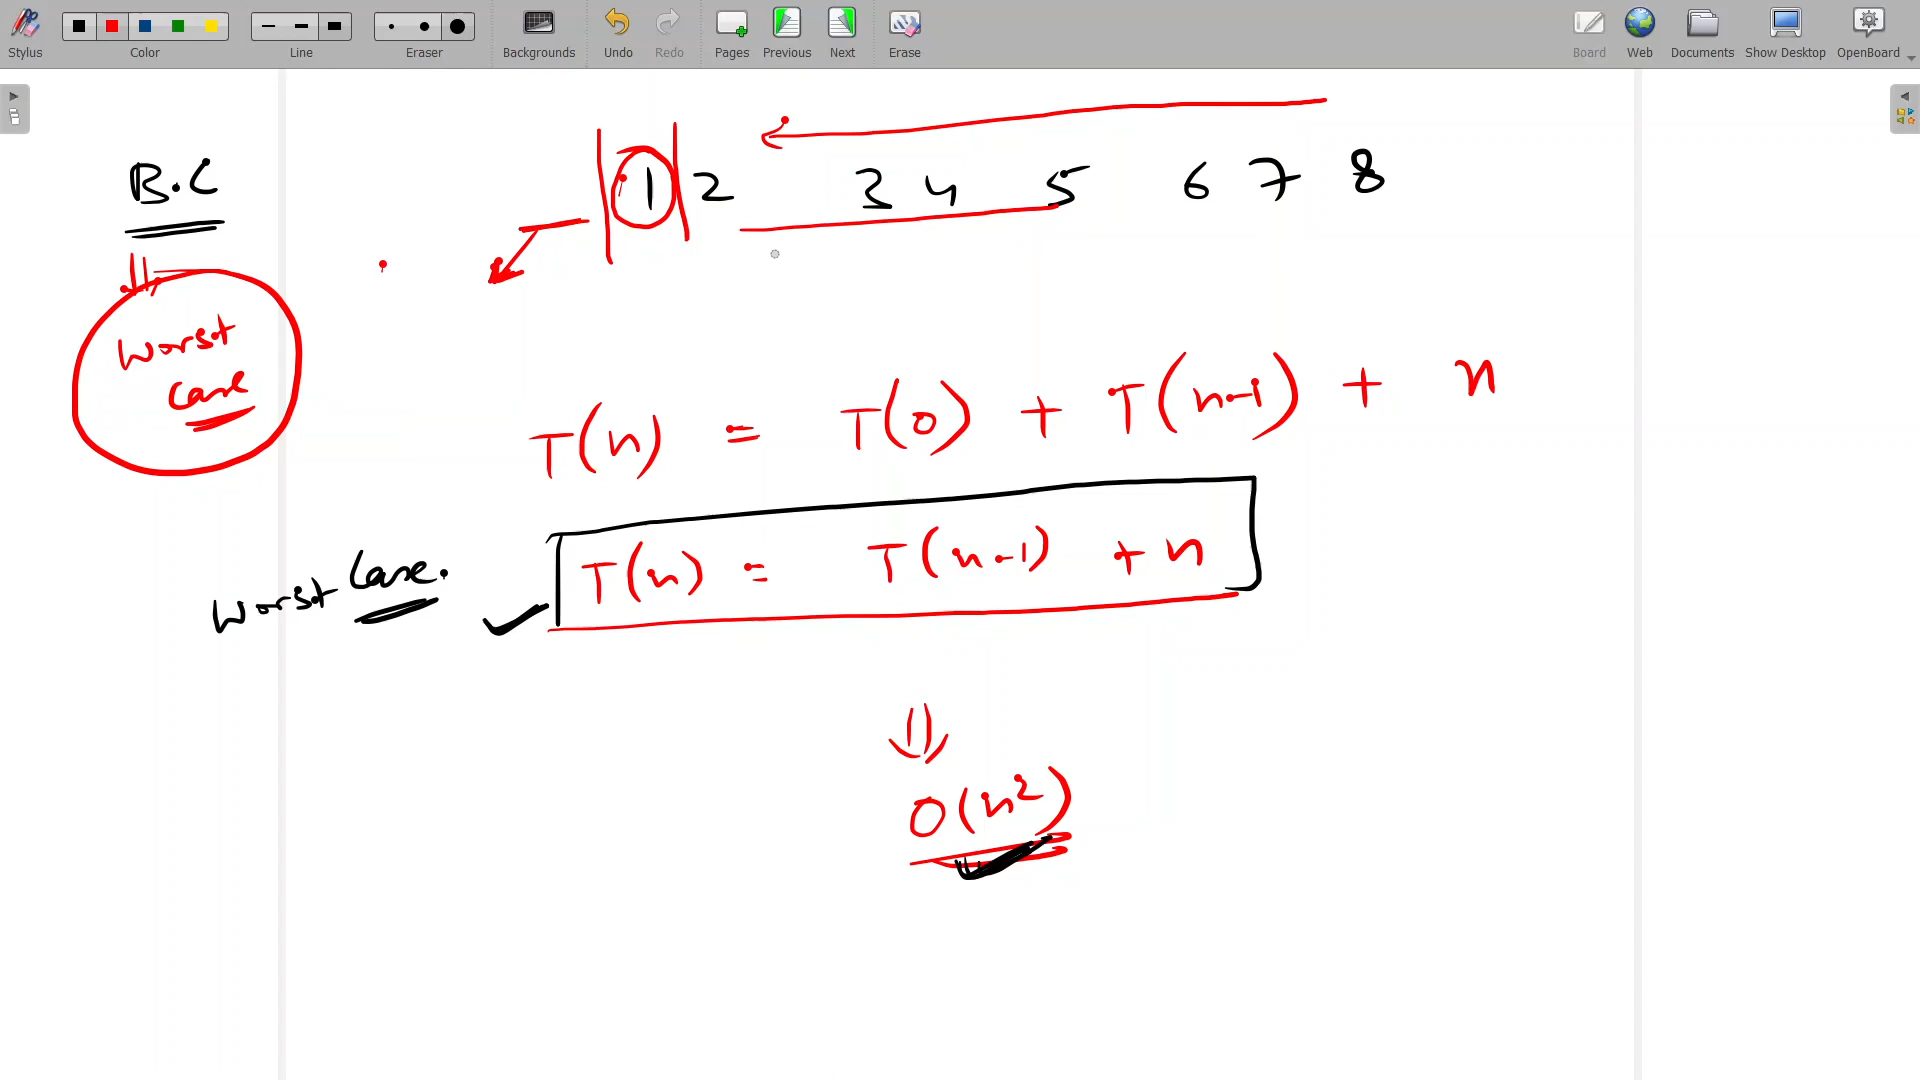 Stylus Color Line Eraser Backgrounds Undo Redo Pages Previous Next Erase Board Web Documents Show Desktop OpenBoard
B.C
1 2 3 4 5 6 7 8
Worst
Case
T(n) = T(0) + T(n-1) + n
Worst Case.
T(n) = T(n-1) + n
O(n²)